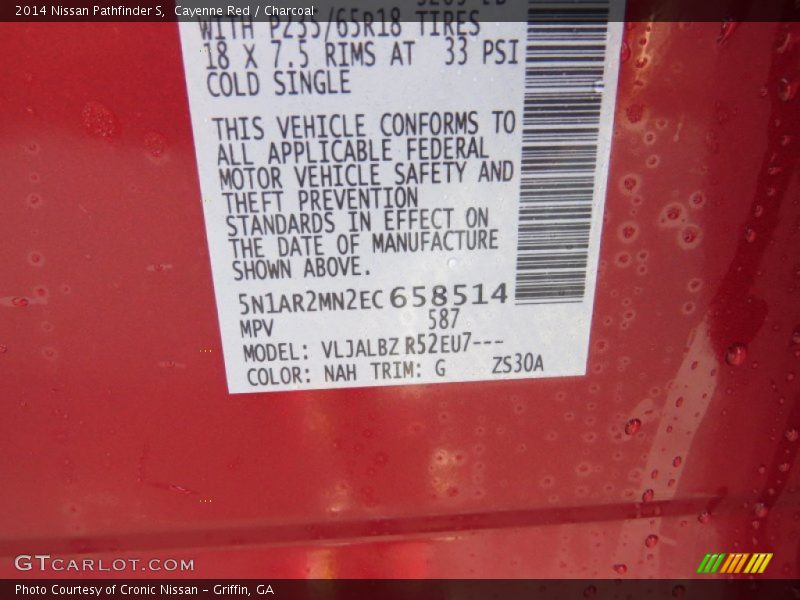 2014 Nissan Pathfinder S, Cayenne Red / Charcoal
WITH P235/65R18 TIRES
18 X 7.5 RIMS AT 33 PSI
COLD SINGLE
THIS VEHICLE CONFORMS TO
ALL APPLICABLE FEDERAL
MOTOR VEHICLE SAFETY AND
THEFT PREVENTION
STANDARDS IN EFFECT ON
THE DATE OF MANUFACTURE
SHOWN ABOVE.
5N1AR2MN2EC658514
MPV 587
MODEL: VLJALBZ R52EU7---
COLOR: NAH TRIM: G ZS30A
GTCARLOT.COM
Photo Courtesy of Cronic Nissan – Griffin, GA